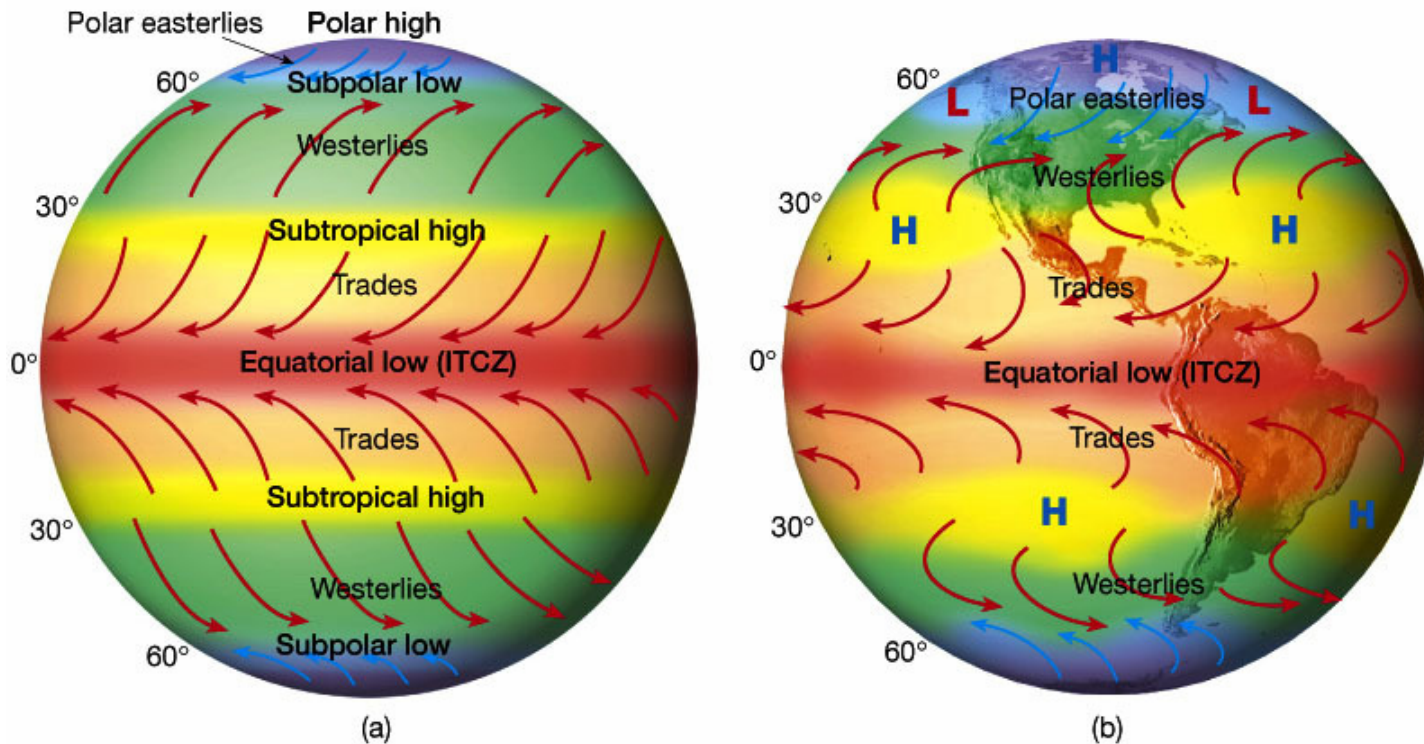 Polar easterlies
Polar high
60°
Subpolar low
Westerlies
30°
Subtropical high
Trades
0°
Equatorial low (ITCZ)
Trades
Subtropical high
30°
Westerlies
Subpolar low
60°
(a)
H
60°
L
Polar easterlies
L
Westerlies
30°
H
H
Trades
0°
Equatorial low (ITCZ)
Trades
H
H
30°
Westerlies
60°
(b)